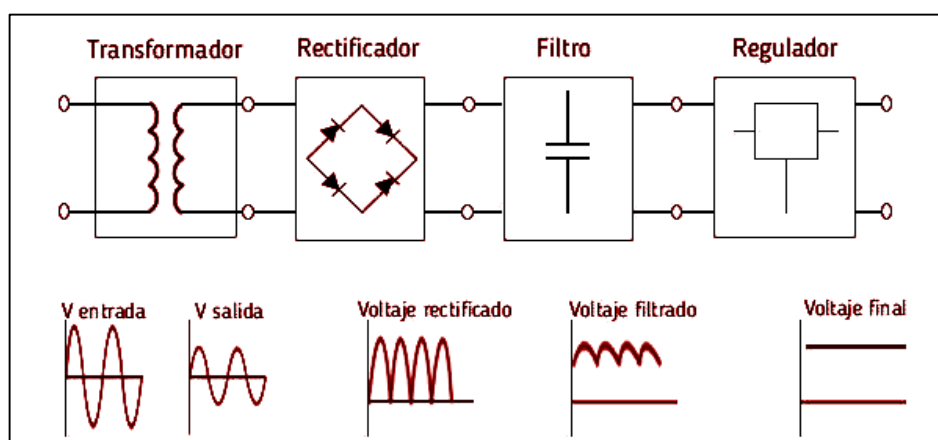 Transformador Rectificador Filtro Regulador
V entrada V salida Voltaje rectificado Voltaje filtrado Voltaje final